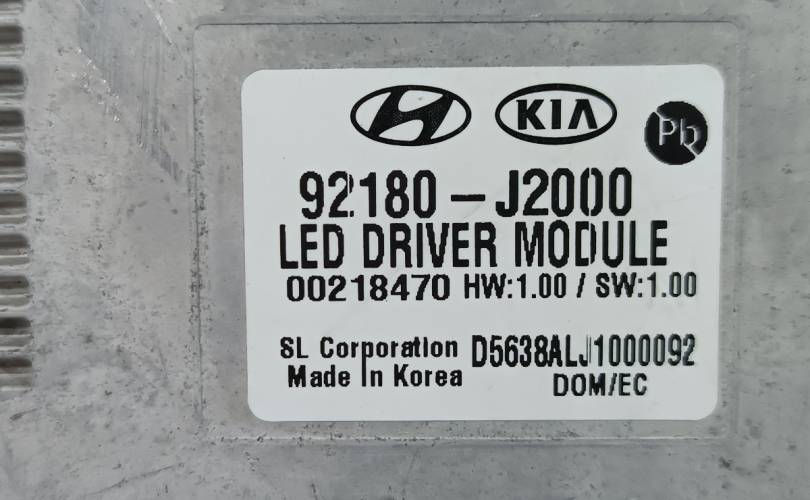 KIA Pb
92180-J2000
LED DRIVER MODULE
00218470 HW:1.00 / SW:1.00
SL Corporation D5638ALJ1000092
Made In Korea DOM/EC